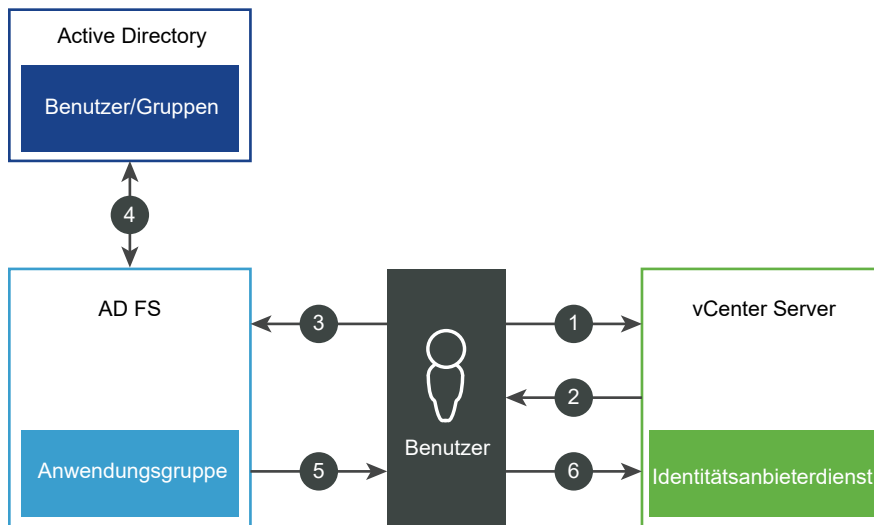 Active Directory
Benutzer/Gruppen
4
AD FS
3
1
vCenter Server
2
Benutzer
Anwendungsgruppe
5
6
Identitätsanbieterdienst